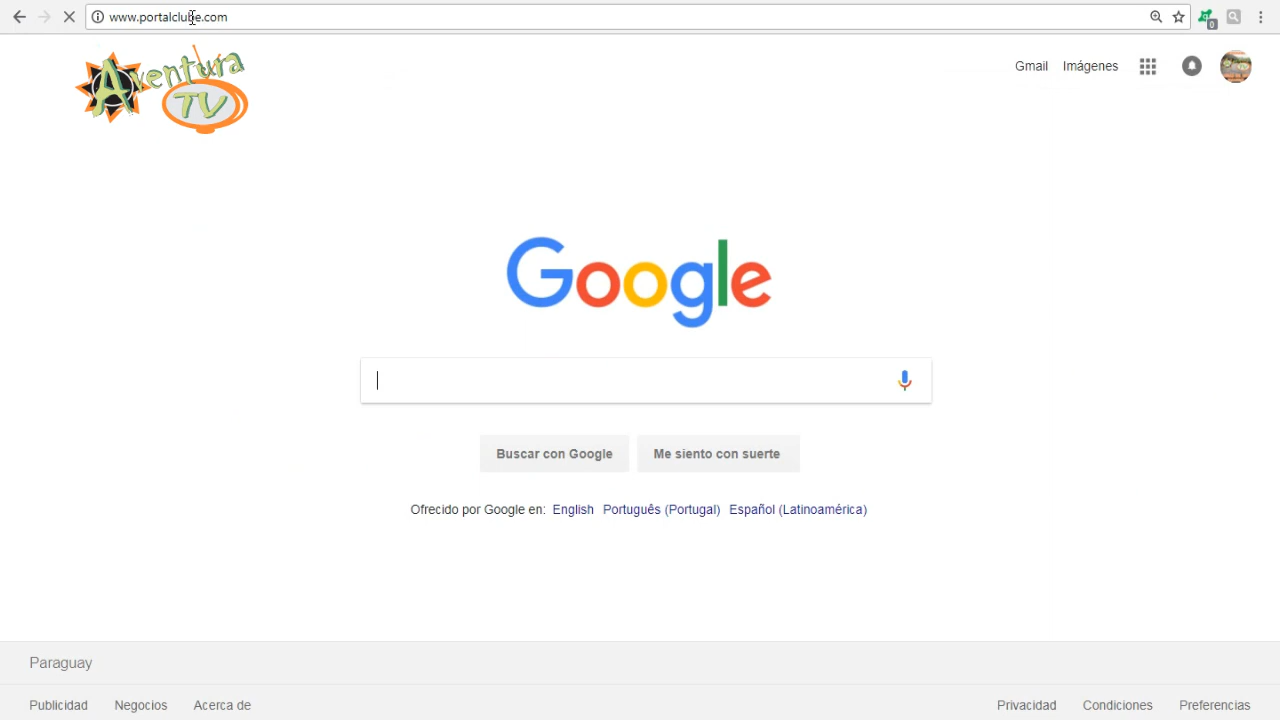 www.portalclube.com
Aventura
TV
Gmail Imágenes
0
Google
Buscar con Google Me siento con suerte
Ofrecido por Google en: English Português (Portugal) Español (Latinoamérica)
Paraguay
Publicidad Negocios Acerca de Privacidad Condiciones Preferencias